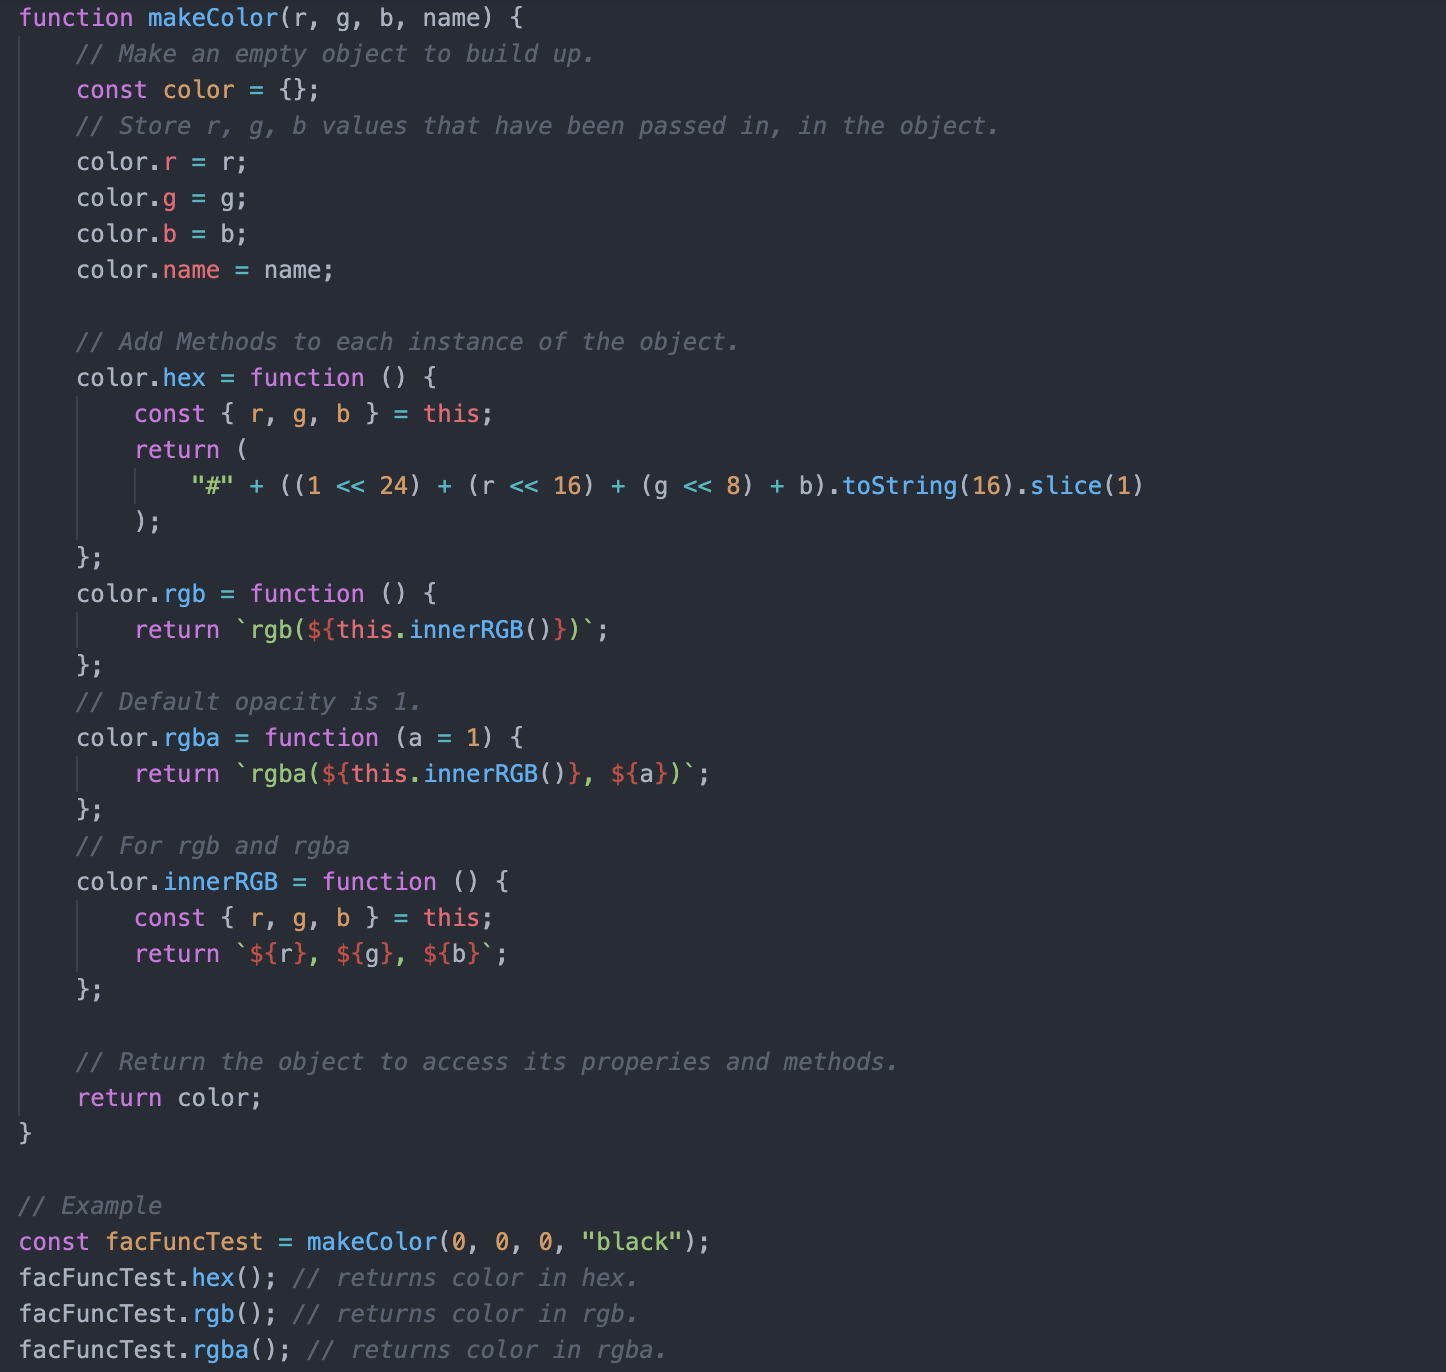 function makeColor(r, g, b, name) {
    // Make an empty object to build up.
    const color = {};
    // Store r, g, b values that have been passed in, in the object.
    color.r = r;
    color.g = g;
    color.b = b;
    color.name = name;

    // Add Methods to each instance of the object.
    color.hex = function () {
        const { r, g, b } = this;
        return (
            "#" + ((1 << 24) + (r << 16) + (g << 8) + b).toString(16).slice(1)
        );
    };
    color.rgb = function () {
        return `rgb(${this.innerRGB()})`;
    };
    // Default opacity is 1.
    color.rgba = function (a = 1) {
        return `rgba(${this.innerRGB()}, ${a})`;
    };
    // For rgb and rgba
    color.innerRGB = function () {
        const { r, g, b } = this;
        return `${r}, ${g}, ${b}`;
    };

    // Return the object to access its properies and methods.
    return color;
}

// Example
const facFuncTest = makeColor(0, 0, 0, "black");
facFuncTest.hex(); // returns color in hex.
facFuncTest.rgb(); // returns color in rgb.
facFuncTest.rgba(); // returns color in rgba.